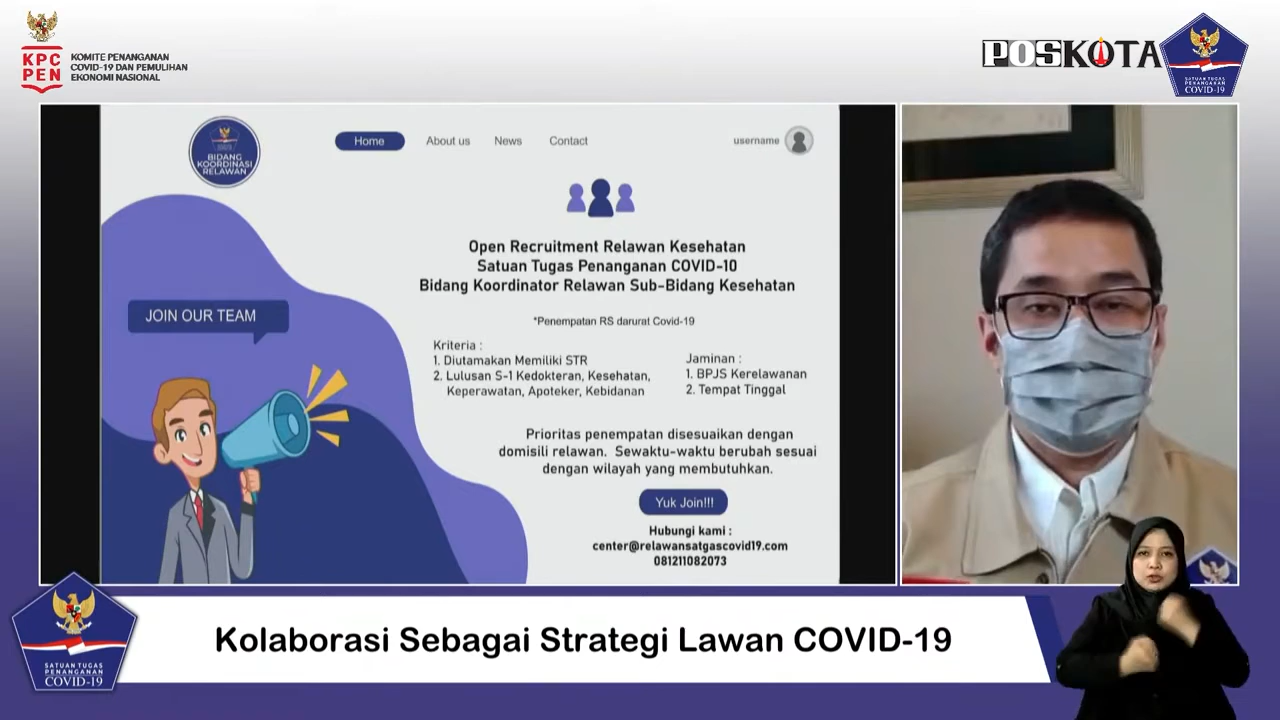 KPC
PEN
KOMITE PENANGANAN
COVID-19 DAN PEMULIHAN
EKONOMI NASIONAL
POSKOTA
SATUAN TUGAS
PENANGANAN
COVID-19
BIDANG
KOORDINASI
RELAWAN
Home
About us
News
Contact
username
Open Recruitment Relawan Kesehatan
Satuan Tugas Penanganan COVID-10
Bidang Koordinator Relawan Sub-Bidang Kesehatan
*Penempatan RS darurat Covid-19
JOIN OUR TEAM
Kriteria :
1. Diutamakan Memiliki STR
2. Lulusan S-1 Kedokteran, Kesehatan,
Keperawatan, Apoteker, Kebidanan
Jaminan :
1. BPJS Kerelawanan
2. Tempat Tinggal
Prioritas penempatan disesuaikan dengan
domisili relawan. Sewaktu-waktu berubah sesuai
dengan wilayah yang membutuhkan.
Yuk Join!!!
Hubungi kami :
center@relawansatgascovid19.com
081211082073
SATUAN TUGAS
PENANGANAN
COVID-19
Kolaborasi Sebagai Strategi Lawan COVID-19